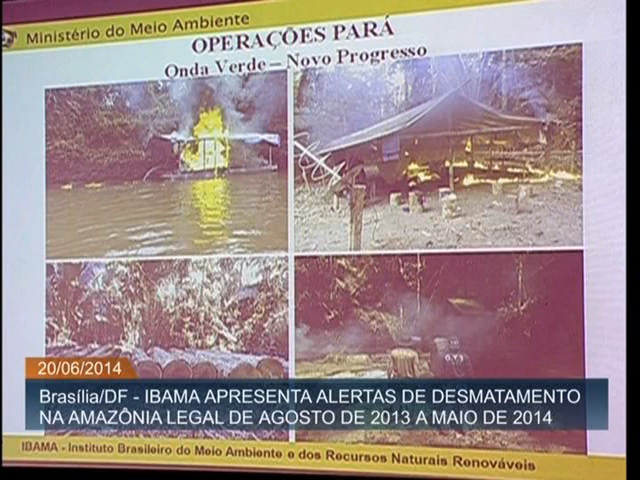 Ministério do Meio Ambiente
OPERAÇÕES PARÁ
Onda Verde – Novo Progresso
20/06/2014
Brasília/DF - IBAMA APRESENTA ALERTAS DE DESMATAMENTO
NA AMAZÔNIA LEGAL DE AGOSTO DE 2013 A MAIO DE 2014
IBAMA - Instituto Brasileiro do Meio Ambiente e dos Recursos Naturais Renováveis